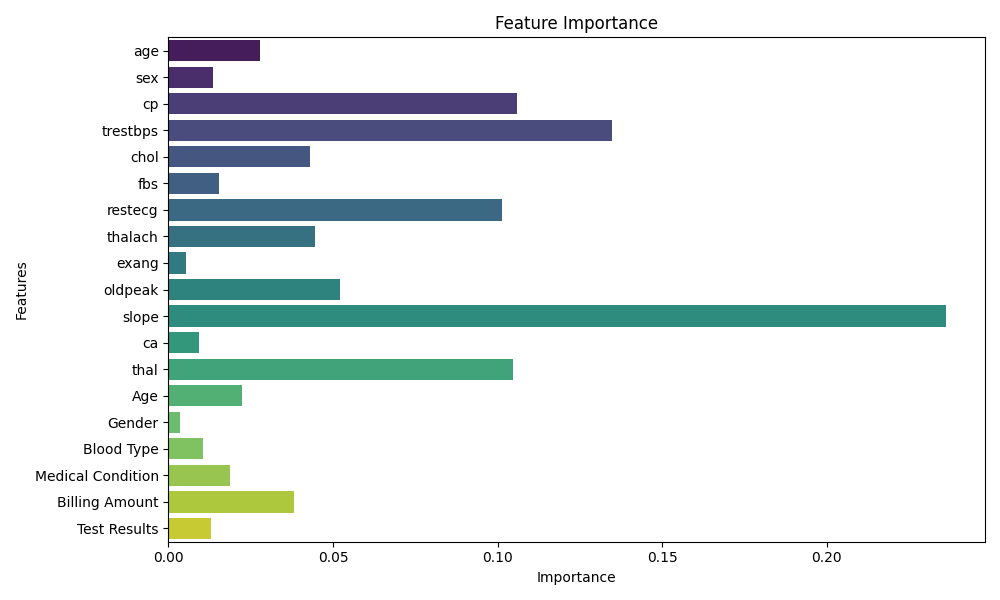 Feature Importance
Features
age
sex
cp
trestbps
chol
fbs
restecg
thalach
exang
oldpeak
slope
ca
thal
Age
Gender
Blood Type
Medical Condition
Billing Amount
Test Results
0.00 0.05 0.10 0.15 0.20
Importance